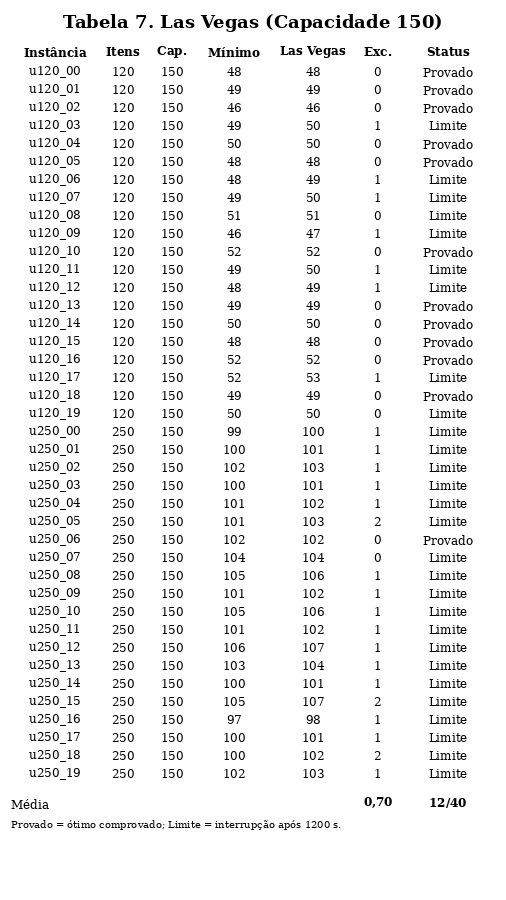 Tabela 7. Las Vegas (Capacidade 150)
Instância Itens Cap. Mínimo Las Vegas Exc. Status
u120_00 120 150 48 48 0 Provado
u120_01 120 150 49 49 0 Provado
u120_02 120 150 46 46 0 Provado
u120_03 120 150 49 50 1 Limite
u120_04 120 150 50 50 0 Provado
u120_05 120 150 48 48 0 Provado
u120_06 120 150 48 49 1 Limite
u120_07 120 150 49 50 1 Limite
u120_08 120 150 51 51 0 Limite
u120_09 120 150 46 47 1 Limite
u120_10 120 150 52 52 0 Provado
u120_11 120 150 49 50 1 Limite
u120_12 120 150 48 49 1 Limite
u120_13 120 150 49 49 0 Provado
u120_14 120 150 50 50 0 Provado
u120_15 120 150 48 48 0 Provado
u120_16 120 150 52 52 0 Provado
u120_17 120 150 52 53 1 Limite
u120_18 120 150 49 49 0 Provado
u120_19 120 150 50 50 0 Limite
u250_00 250 150 99 100 1 Limite
u250_01 250 150 100 101 1 Limite
u250_02 250 150 102 103 1 Limite
u250_03 250 150 100 101 1 Limite
u250_04 250 150 101 102 1 Limite
u250_05 250 150 101 103 2 Limite
u250_06 250 150 102 102 0 Provado
u250_07 250 150 104 104 0 Limite
u250_08 250 150 105 106 1 Limite
u250_09 250 150 101 102 1 Limite
u250_10 250 150 105 106 1 Limite
u250_11 250 150 101 102 1 Limite
u250_12 250 150 106 107 1 Limite
u250_13 250 150 103 104 1 Limite
u250_14 250 150 100 101 1 Limite
u250_15 250 150 105 107 2 Limite
u250_16 250 150 97 98 1 Limite
u250_17 250 150 100 101 1 Limite
u250_18 250 150 100 102 2 Limite
u250_19 250 150 102 103 1 Limite
Média 0,70 12/40
Provado = ótimo comprovado; Limite = interrupção após 1200 s.